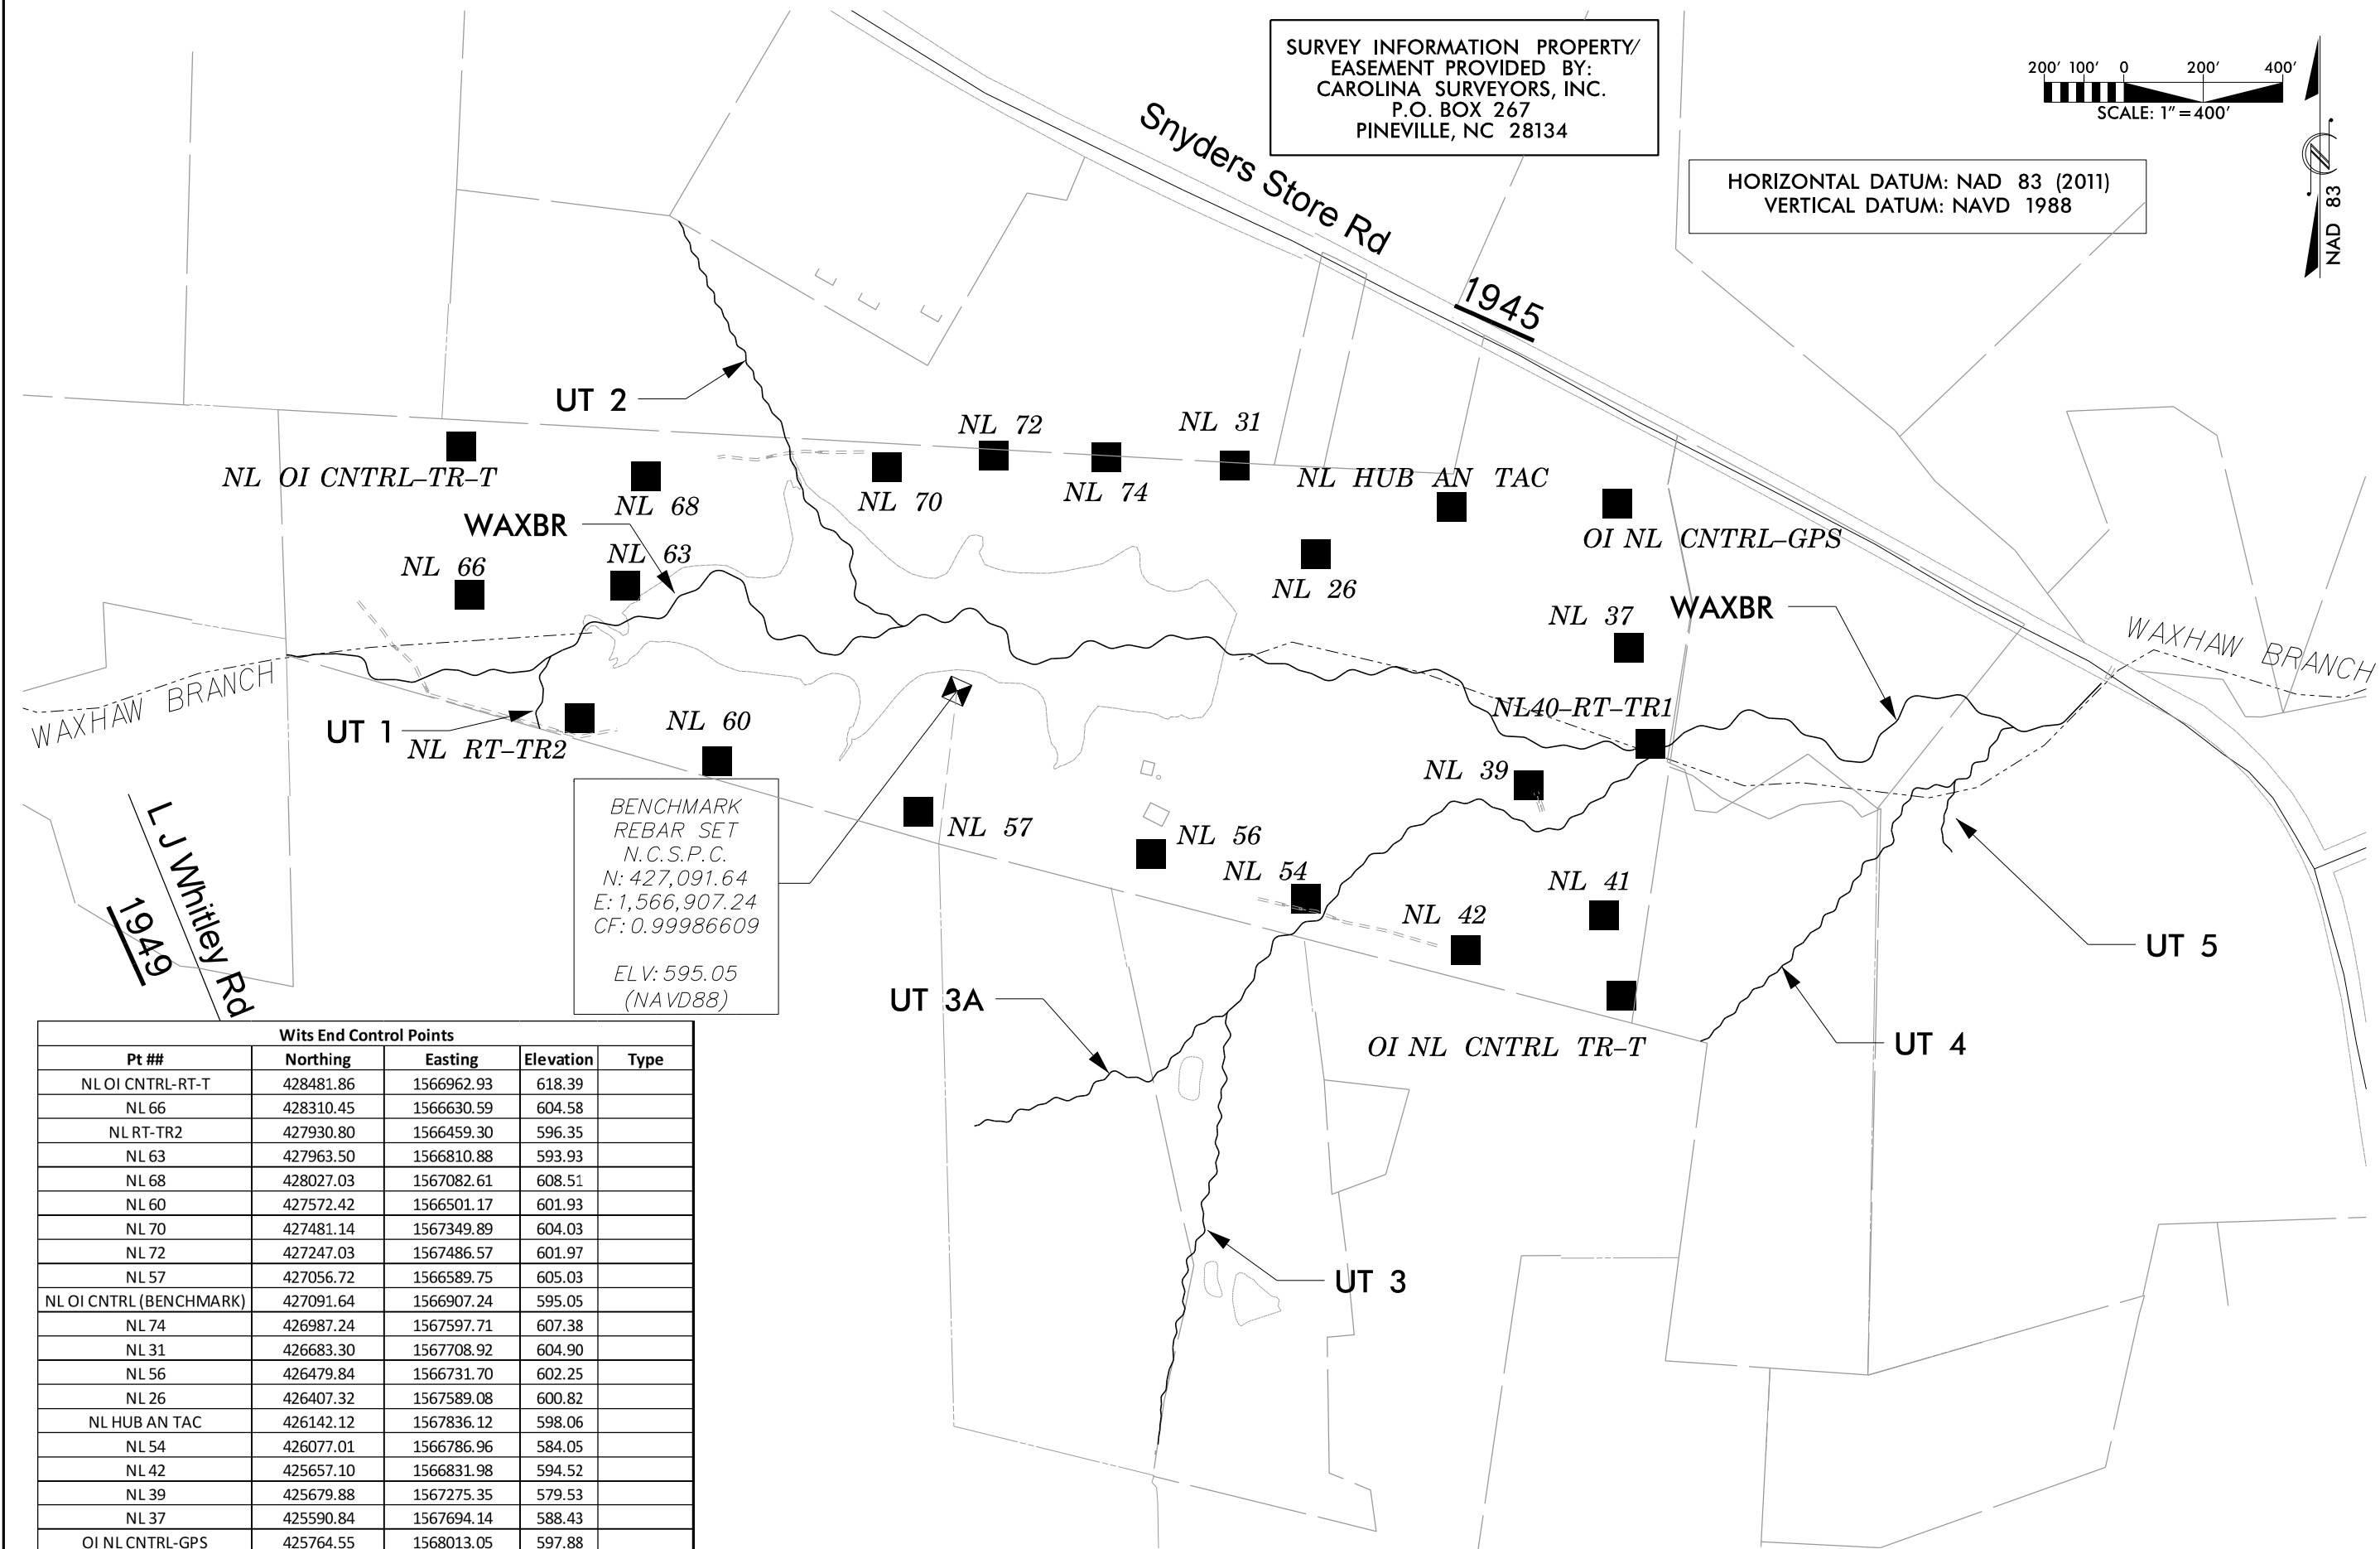 SURVEY INFORMATION PROPERTY/
EASEMENT PROVIDED BY:
CAROLINA SURVEYORS, INC.
P.O. BOX 267
PINEVILLE, NC 28134
200' 100' 0 200' 400'
SCALE: 1"=400'
NAD 83
HORIZONTAL DATUM: NAD 83 (2011)
VERTICAL DATUM: NAVD 1988
Snyders Store Rd
1945
UT 2
NL 72
NL 31
NL OI CNTRL-TR-T
NL 68
NL 70
NL 74
NL HUB AN TAC
WAXBR
OI NL CNTRL-GPS
NL 63
NL 66
NL 26
NL 37
WAXBR
WAXHAW BRANCH
WAXHAW BRANCH
UT 1
NL RT-TR2
NL 60
NL40-RT-TR1
NL 39
NL 57
NL 56
NL 54
NL 41
NL 42
BENCHMARK
REBAR SET
N.C.S.P.C.
N: 427,091.64
E: 1,566,907.24
CF: 0.99986609
ELV: 595.05
(NAVD88)
L J Whitley Rd
1949
UT 5
UT 3A
OI NL CNTRL TR-T
UT 4
UT 3
Wits End Control Points
Pt ## Northing Easting Elevation Type
NL OI CNTRL-RT-T 428481.86 1566962.93 618.39
NL 66 428310.45 1566630.59 604.58
NL RT-TR2 427930.80 1566459.30 596.35
NL 63 427963.50 1566810.88 593.93
NL 68 428027.03 1567082.61 608.51
NL 60 427572.42 1566501.17 601.93
NL 70 427481.14 1567349.89 604.03
NL 72 427247.03 1567486.57 601.97
NL 57 427056.72 1566589.75 605.03
NL OI CNTRL (BENCHMARK) 427091.64 1566907.24 595.05
NL 74 426987.24 1567597.71 607.38
NL 31 426683.30 1567708.92 604.90
NL 56 426479.84 1566731.70 602.25
NL 26 426407.32 1567589.08 600.82
NL HUB AN TAC 426142.12 1567836.12 598.06
NL 54 426077.01 1566786.96 584.05
NL 42 425657.10 1566831.98 594.52
NL 39 425679.88 1567275.35 579.53
NL 37 425590.84 1567694.14 588.43
OI NL CNTRL-GPS 425764.55 1568013.05 597.88